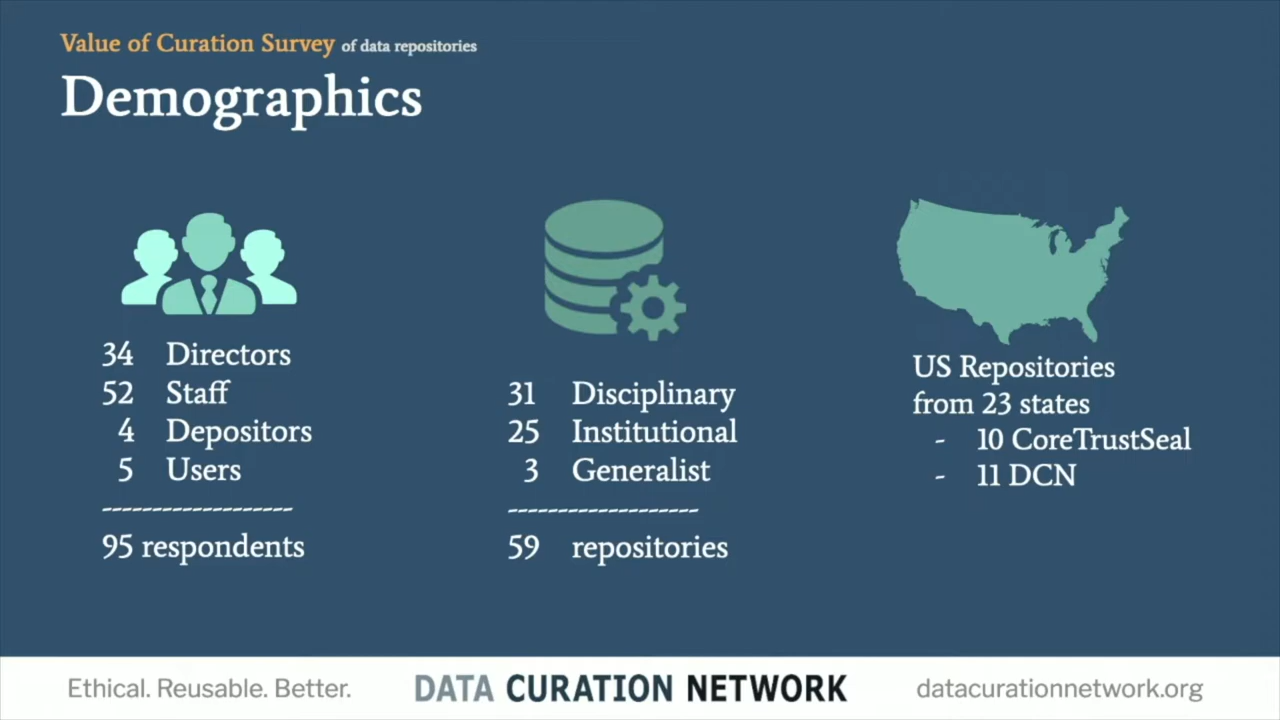 Value of Curation Survey of data repositories
Demographics
34 Directors
52 Staff
4 Depositors
5 Users
-------------------
95 respondents
31 Disciplinary
25 Institutional
3 Generalist
-------------------
59 repositories
US Repositories
from 23 states
- 10 CoreTrustSeal
- 11 DCN
Ethical. Reusable. Better.
DATA CURATION NETWORK
datacurationnetwork.org